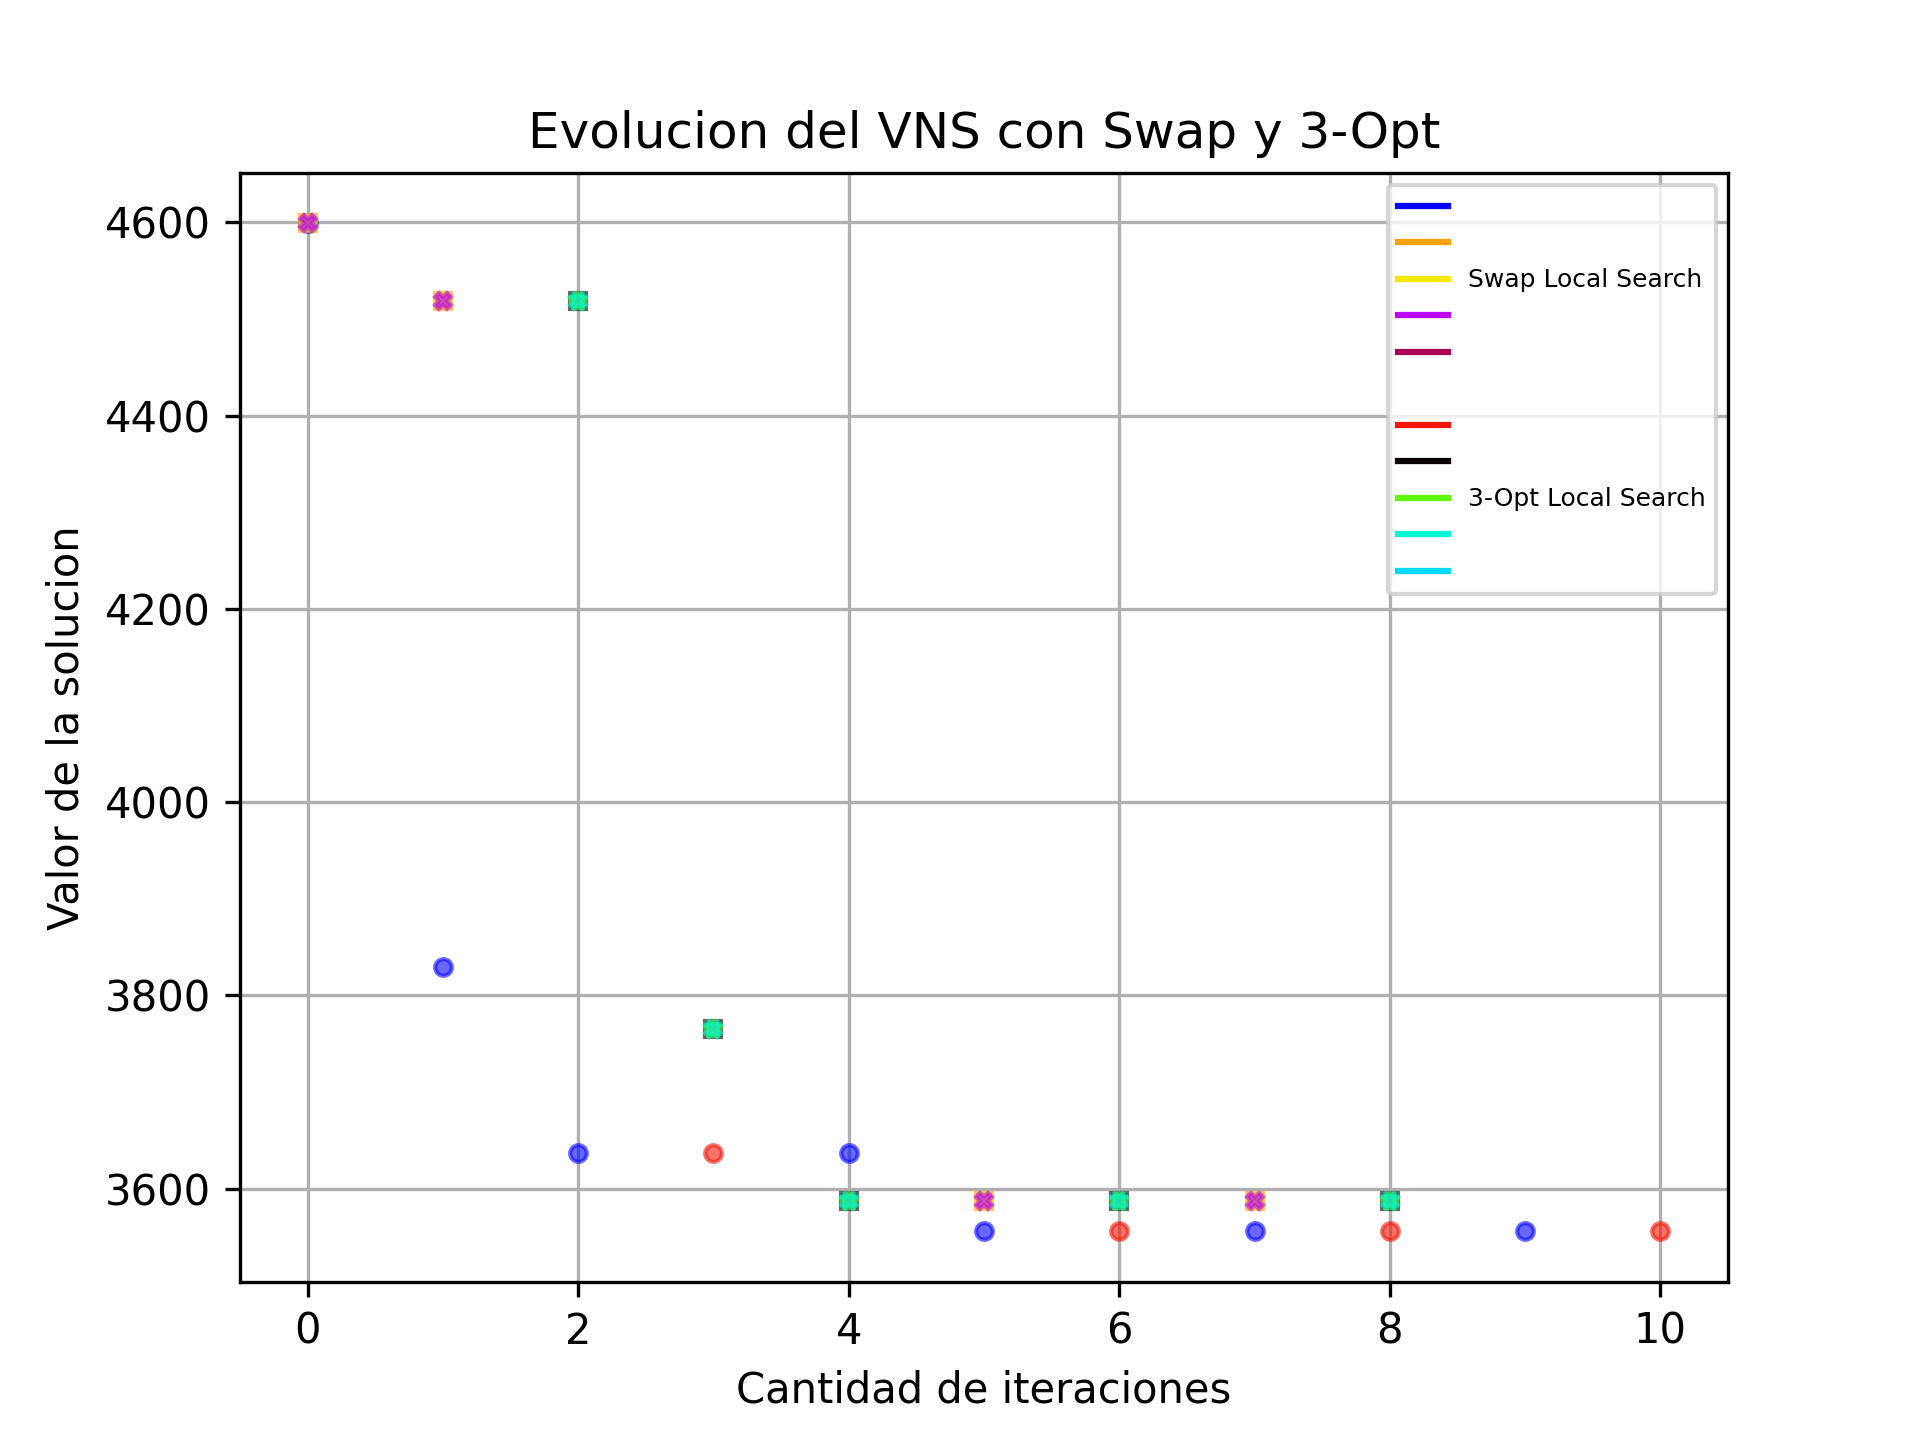 Evolucion del VNS con Swap y 3-Opt
Swap Local Search
3-Opt Local Search
Valor de la solucion
4600
4400
4200
4000
3800
3600
0 2 4 6 8 10
Cantidad de iteraciones